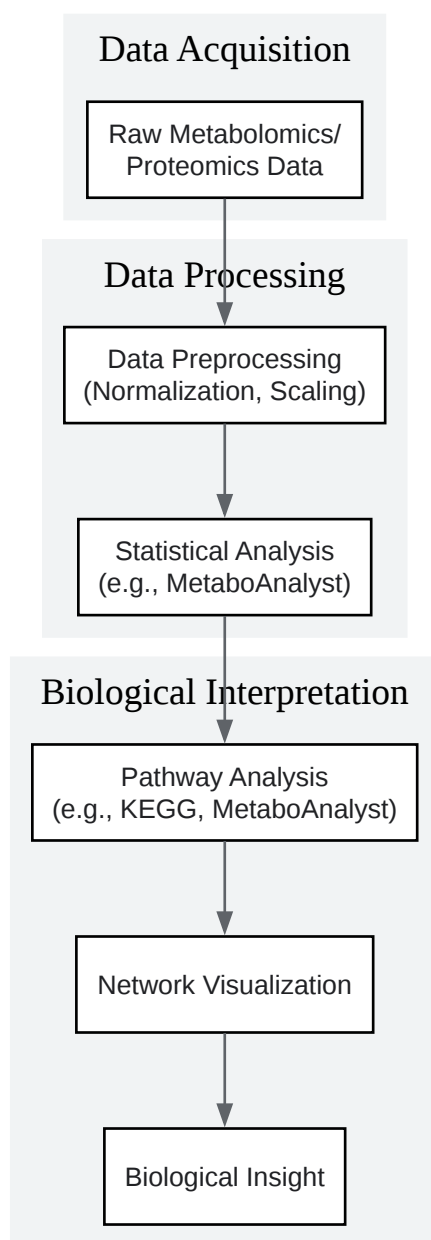 Data Acquisition
Raw Metabolomics/
Proteomics Data
Data Processing
Data Preprocessing
(Normalization, Scaling)
Statistical Analysis
(e.g., MetaboAnalyst)
Biological Interpretation
Pathway Analysis
(e.g., KEGG, MetaboAnalyst)
Network Visualization
Biological Insight